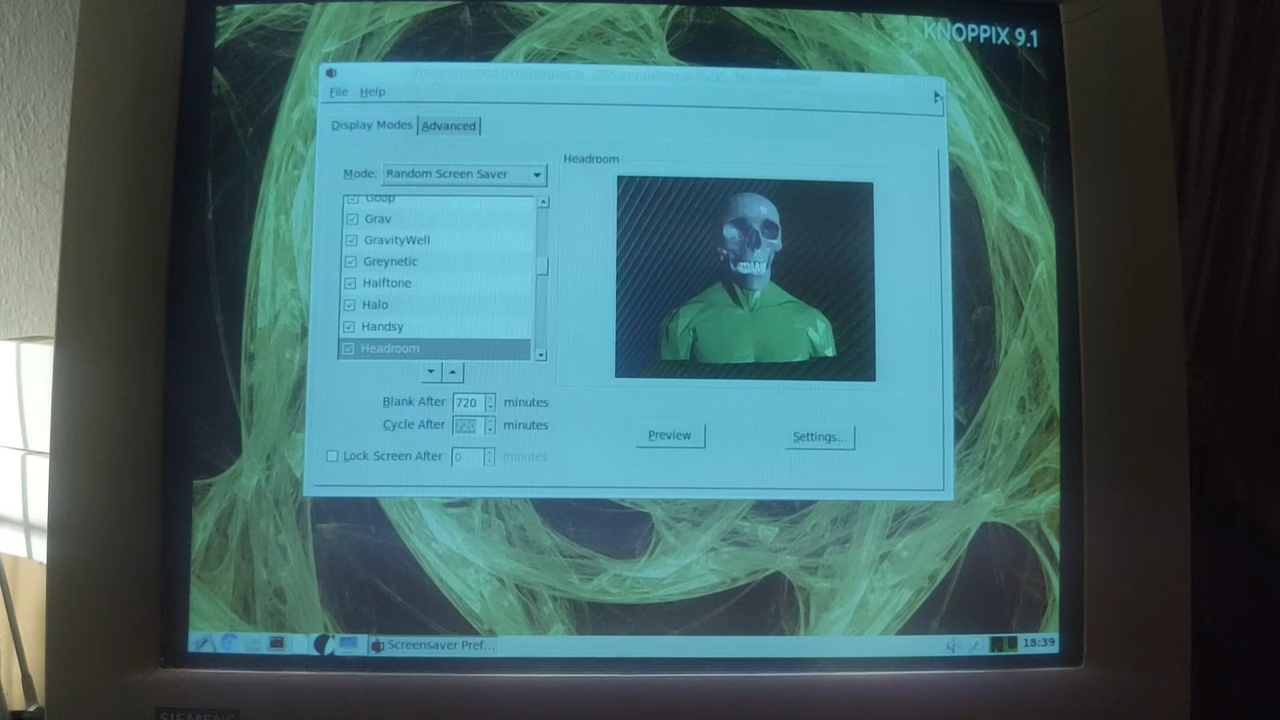 KNOPPIX 9.1
File Help
Display Modes Advanced
Mode: Random Screen Saver
Headroom
Goop
Grav
GravityWell
Greynetic
Halftone
Halo
Handsy
Headroom
Blank After 720 minutes
Cycle After 720 minutes
Lock Screen After 0 minutes
Preview Settings...
Screensaver Pref...
18:39
SIEMENS